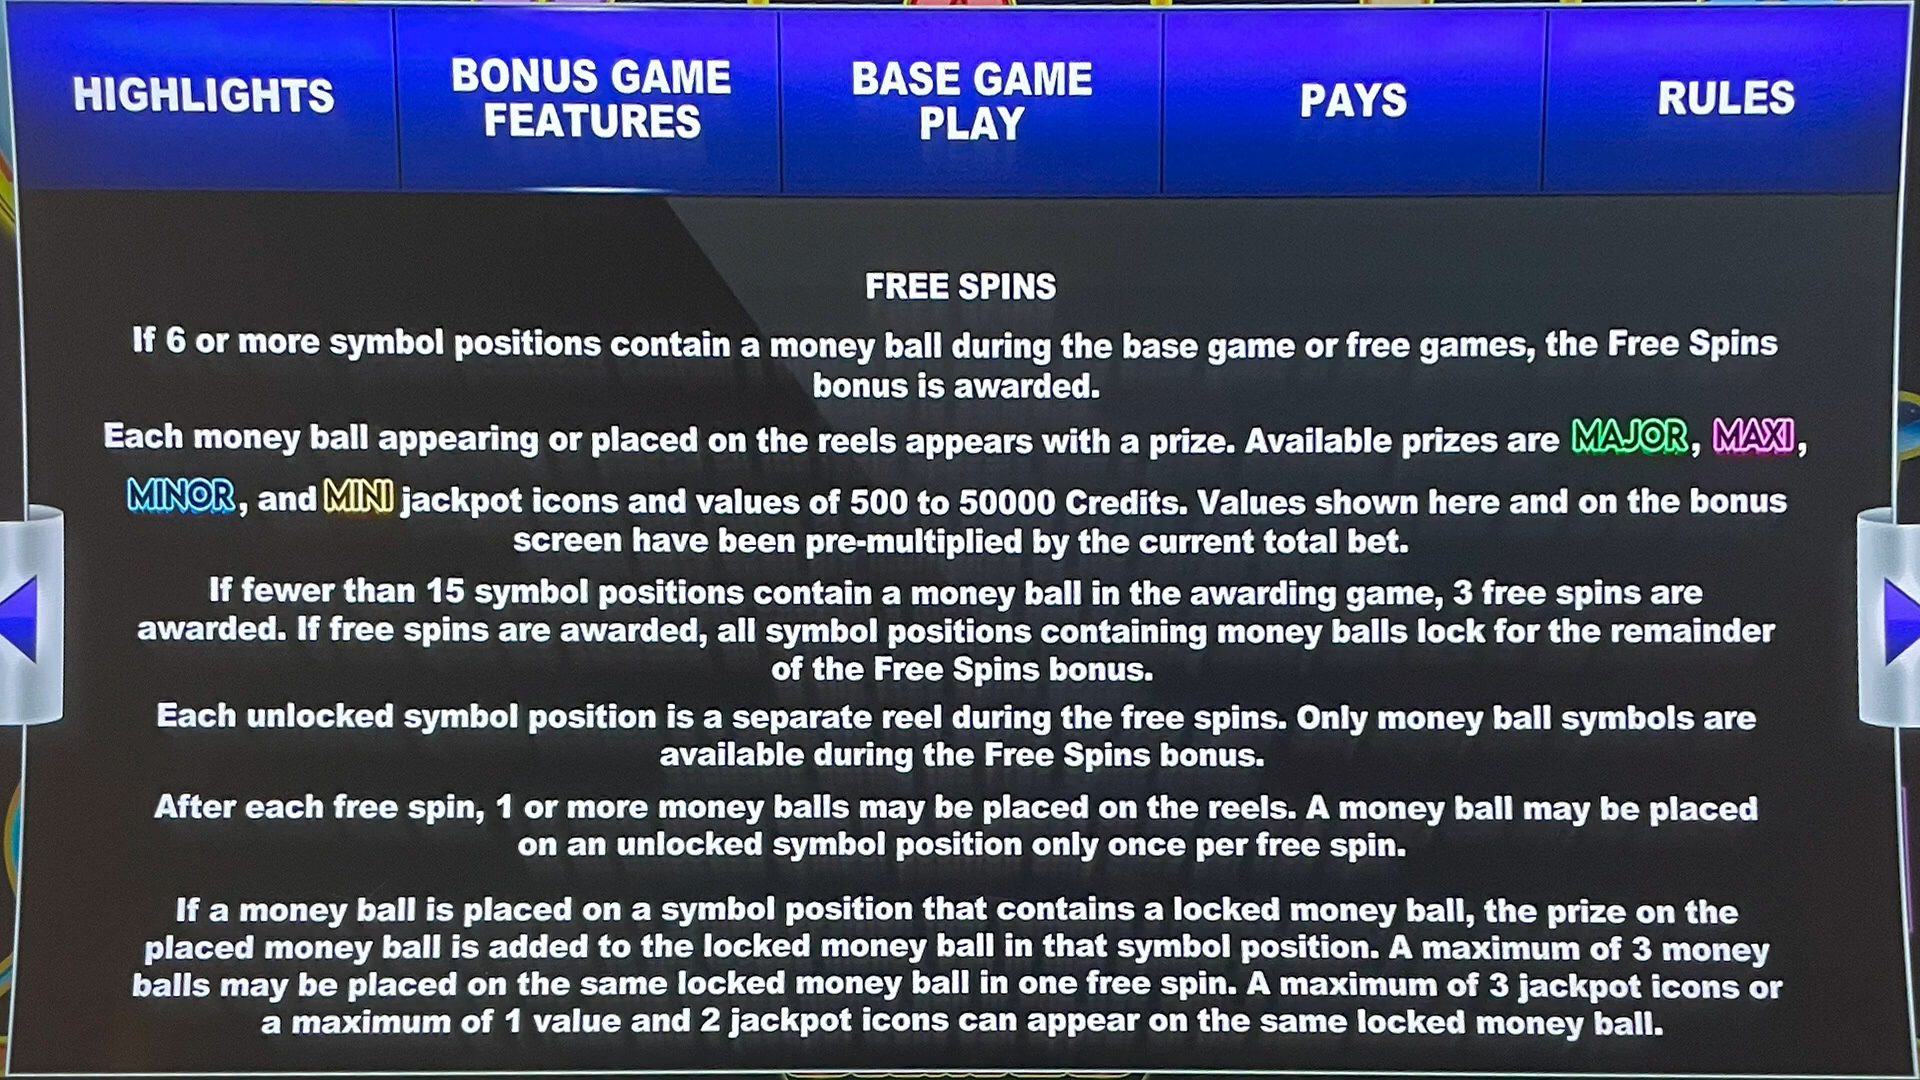 HIGHLIGHTS
BONUS GAME
FEATURES
BASE GAME
PLAY
PAYS
RULES
FREE SPINS
If 6 or more symbol positions contain a money ball during the base game or free games, the Free Spins
bonus is awarded.
Each money ball appearing or placed on the reels appears with a prize. Available prizes are MAJOR, MAXI,
MINOR, and MINI jackpot icons and values of 500 to 50000 Credits. Values shown here and on the bonus
screen have been pre-multiplied by the current total bet.
If fewer than 15 symbol positions contain a money ball in the awarding game, 3 free spins are
awarded. If free spins are awarded, all symbol positions containing money balls lock for the remainder
of the Free Spins bonus.
Each unlocked symbol position is a separate reel during the free spins. Only money ball symbols are
available during the Free Spins bonus.
After each free spin, 1 or more money balls may be placed on the reels. A money ball may be placed
on an unlocked symbol position only once per free spin.
If a money ball is placed on a symbol position that contains a locked money ball, the prize on the
placed money ball is added to the locked money ball in that symbol position. A maximum of 3 money
balls may be placed on the same locked money ball in one free spin. A maximum of 3 jackpot icons or
a maximum of 1 value and 2 jackpot icons can appear on the same locked money ball.